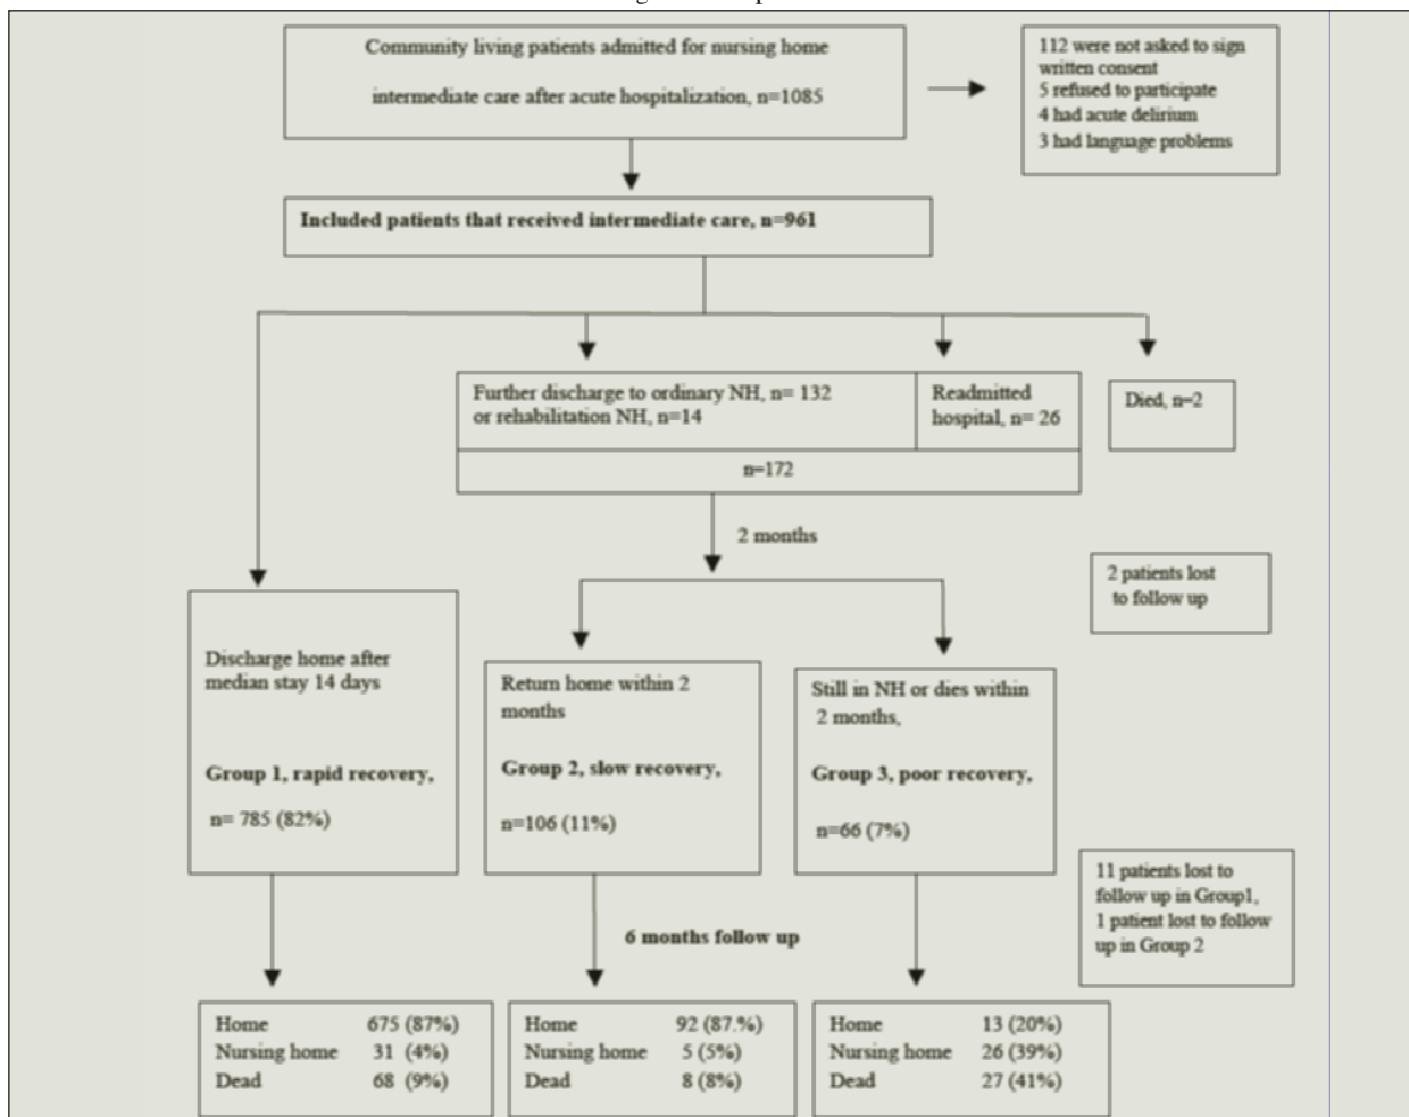 Community living patients admitted for nursing home
intermediate care after acute hospitalization, n=1085
112 were not asked to sign
written consent
5 refused to participate
4 had acute delirium
3 had language problems
Included patients that received intermediate care, n=961
Further discharge to ordinary NH, n= 132
or rehabilitation NH, n=14
Readmitted
hospital, n= 26
Died, n=2
n=172
2 months
2 patients lost
to follow up
Discharge home after
median stay 14 days
Group 1, rapid recovery,
n= 785 (82%)
Return home within 2
months
Group 2, slow recovery,
n=106 (11%)
Still in NH or dies within
2 months,
Group 3, poor recovery,
n=66 (7%)
11 patients lost to
follow up in Group1,
1 patient lost to follow
up in Group 2
6 months follow up
Home 675 (87%)
Nursing home 31 (4%)
Dead 68 (9%)
Home 92 (87.%)
Nursing home 5 (5%)
Dead 8 (8%)
Home 13 (20%)
Nursing home 26 (39%)
Dead 27 (41%)